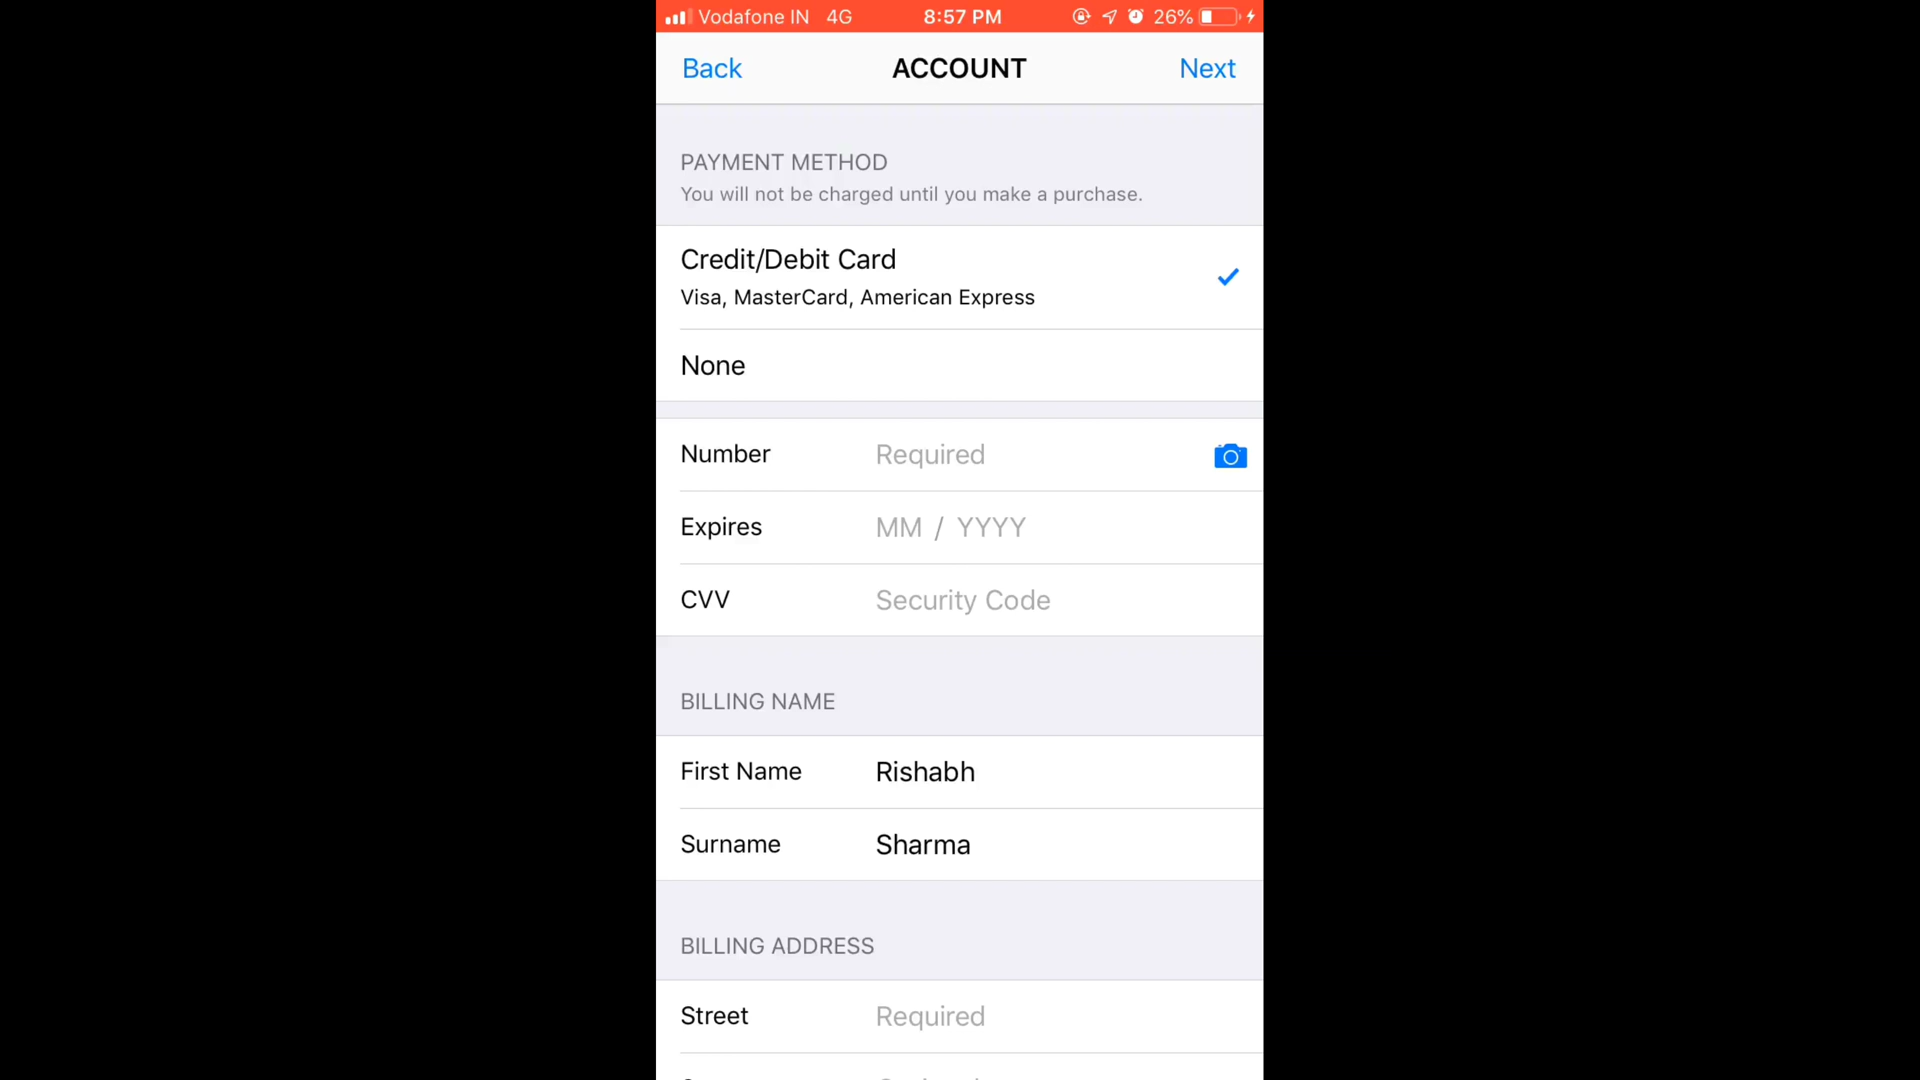 Vodafone IN 4G 8:57 PM 26%
Back ACCOUNT Next
PAYMENT METHOD
You will not be charged until you make a purchase.
Credit/Debit Card
Visa, MasterCard, American Express
None
Number Required
Expires MM / YYYY
CVV Security Code
BILLING NAME
First Name Rishabh
Surname Sharma
BILLING ADDRESS
Street Required